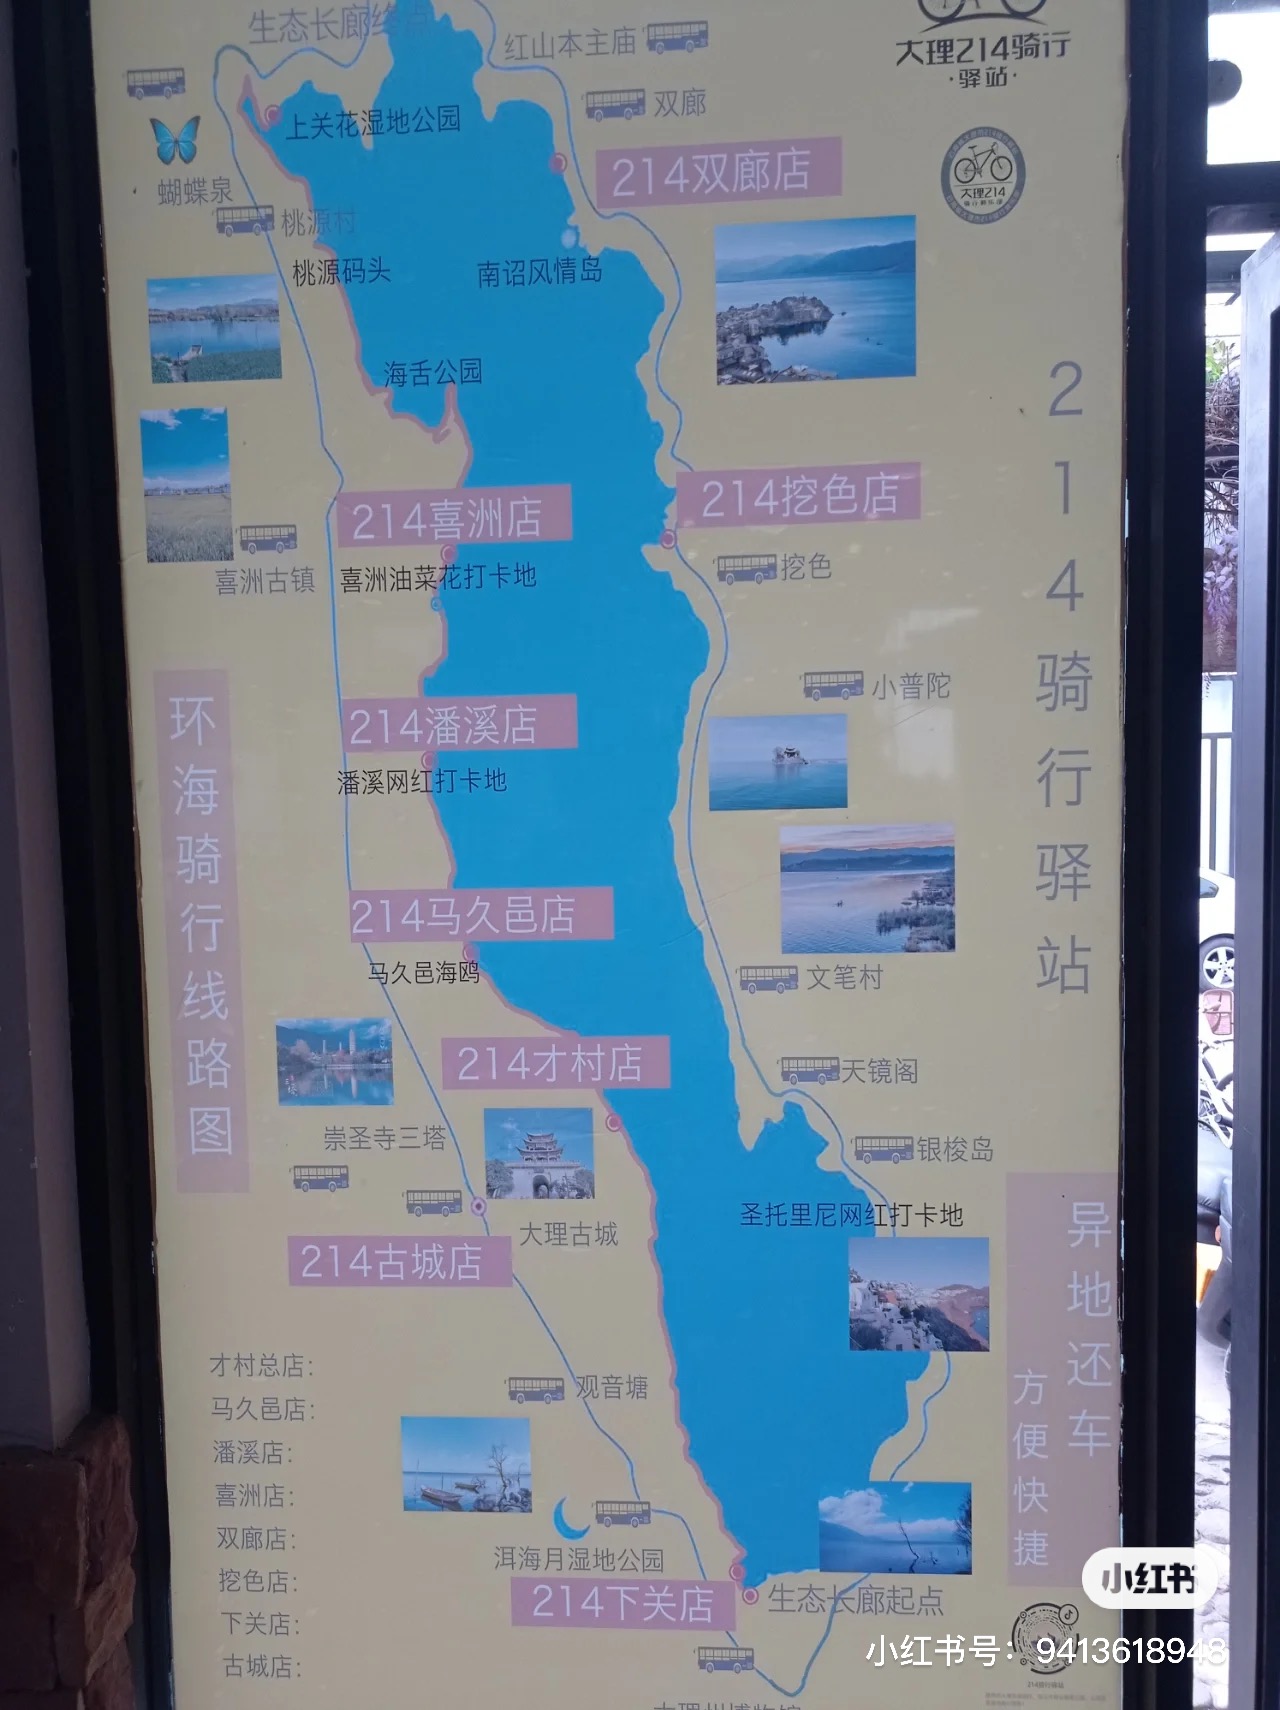 生态长廊终点
红山本主庙
大理214骑行
·驿站·
双廊
上关花湿地公园
214双廊店
大理214
蝴蝶泉
桃源村
桃源码头
南诏风情岛
海舌公园
214骑行驿站
214喜洲店
214挖色店
挖色
喜洲古镇
喜洲油菜花打卡地
小普陀
环海骑行线路图
214潘溪店
潘溪网红打卡地
214马久邑店
马久邑海鸥
文笔村
214才村店
天镜阁
崇圣寺三塔
银梭岛
大理古城
圣托里尼网红打卡地
214古城店
异地还车
方便快捷
才村总店:
马久邑店:
潘溪店:
喜洲店:
双廊店:
挖色店:
下关店:
古城店:
观音塘
洱海月湿地公园
214下关店
生态长廊起点
小红书
小红书号：9413618948
214骑行驿站